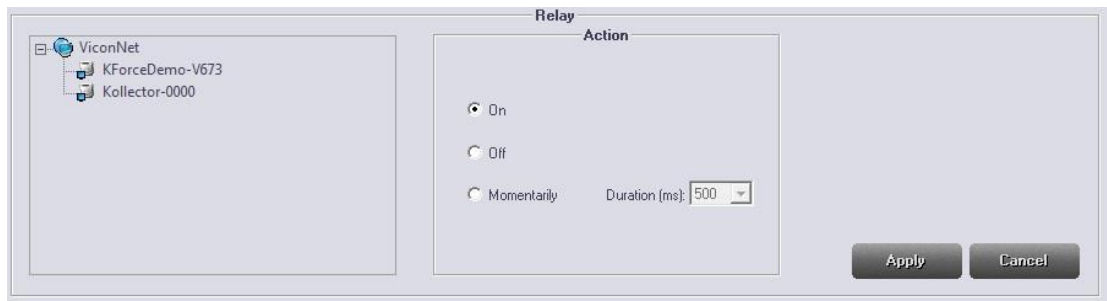 Relay
ViconNet
KForceDemo-V673
Kollector-0000
Action
On
Off
Momentarily Duration (ms): 500
Apply Cancel